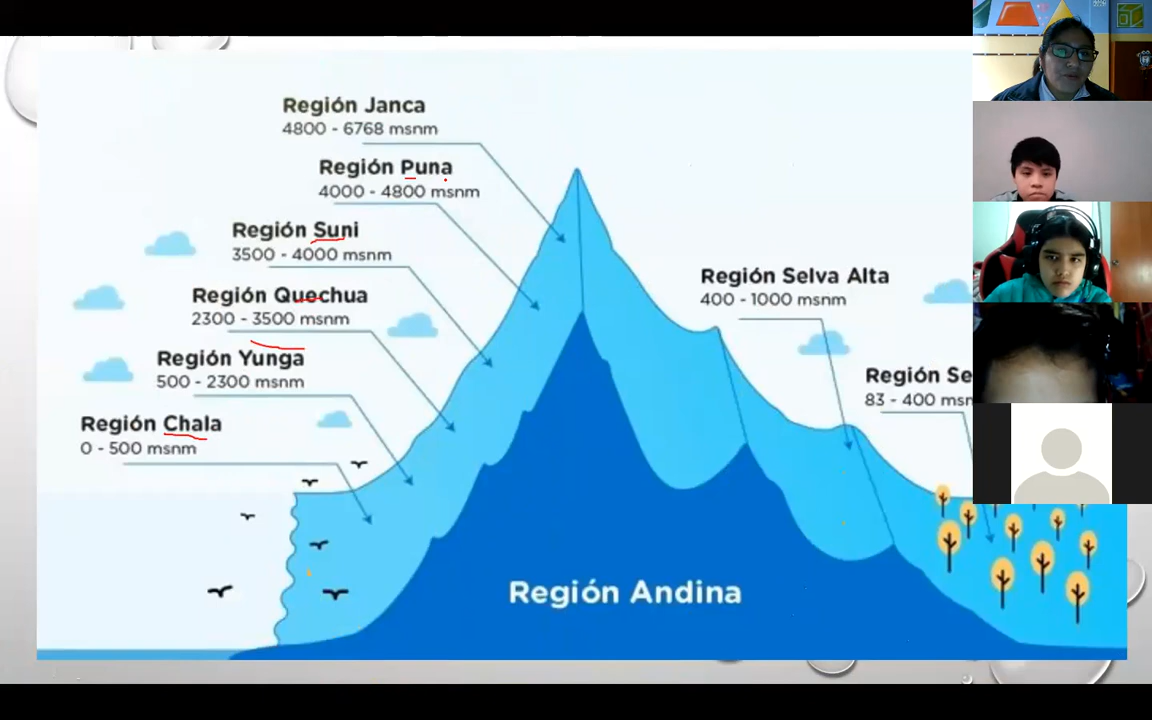 Región Janca
4800 - 6768 msnm
Región Puna
4000 - 4800 msnm
Región Suni
3500 - 4000 msnm
Región Quechua
2300 - 3500 msnm
Región Yunga
500 - 2300 msnm
Región Chala
0 - 500 msnm
Región Selva Alta
400 - 1000 msnm
Región Se
83 - 400 msn
Región Andina